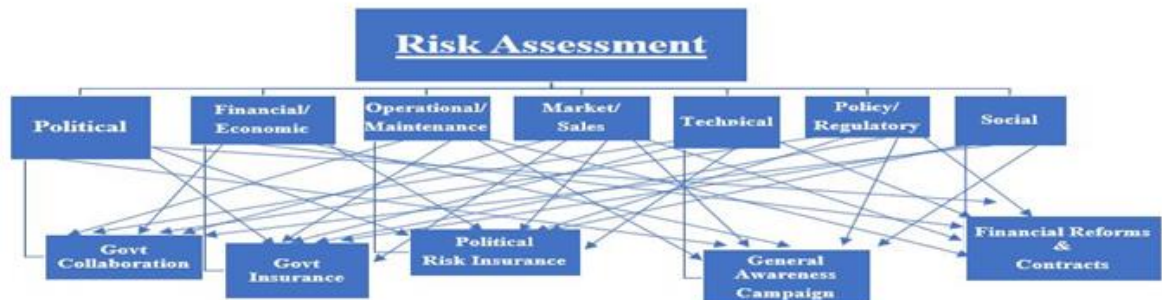 Risk Assessment
Political
Financial/
Economic
Operational/
Maintenance
Market/
Sales
Technical
Policy/
Regulatory
Social
Govt
Collaboration
Govt
Insurance
Political
Risk Insurance
General
Awareness
Campaign
Financial Reforms
&
Contracts